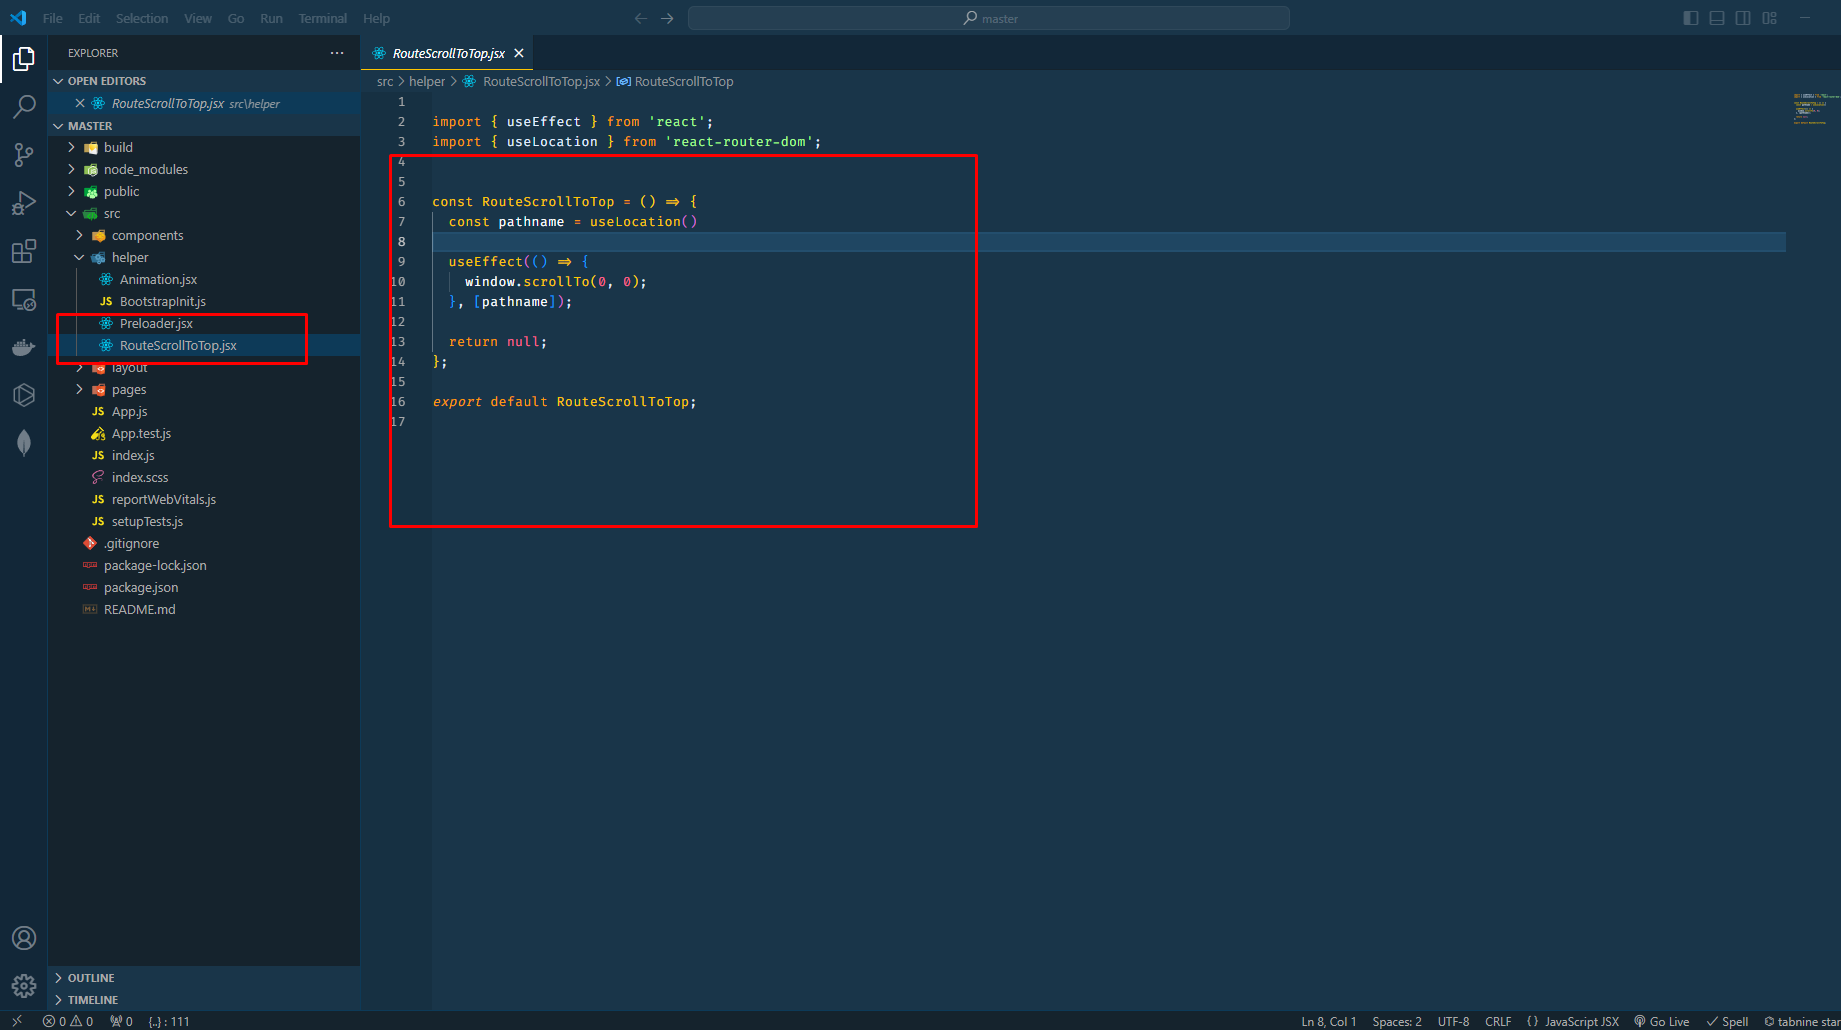 File Edit Selection View Go Run Terminal Help
master
EXPLORER
OPEN EDITORS
RouteScrollToTop.jsx src\helper
MASTER
build
node_modules
public
src
components
helper
Animation.jsx
BootstrapInit.js
Preloader.jsx
RouteScrollToTop.jsx
layout
pages
JS App.js
App.test.js
JS index.js
index.scss
JS reportWebVitals.js
JS setupTests.js
.gitignore
package-lock.json
package.json
README.md
OUTLINE
TIMELINE
RouteScrollToTop.jsx
src > helper > RouteScrollToTop.jsx > RouteScrollToTop
1
2 import { useEffect } from 'react';
3 import { useLocation } from 'react-router-dom';
4
5
6 const RouteScrollToTop = () => {
7 const pathname = useLocation()
8
9 useEffect(() => {
10 window.scrollTo(0, 0);
11 }, [pathname]);
12
13 return null;
14 };
15
16 export default RouteScrollToTop;
17
0 0 0 {..} : 111
Ln 8, Col 1 Spaces: 2 UTF-8 CRLF {} JavaScript JSX Go Live Spell tabnine star